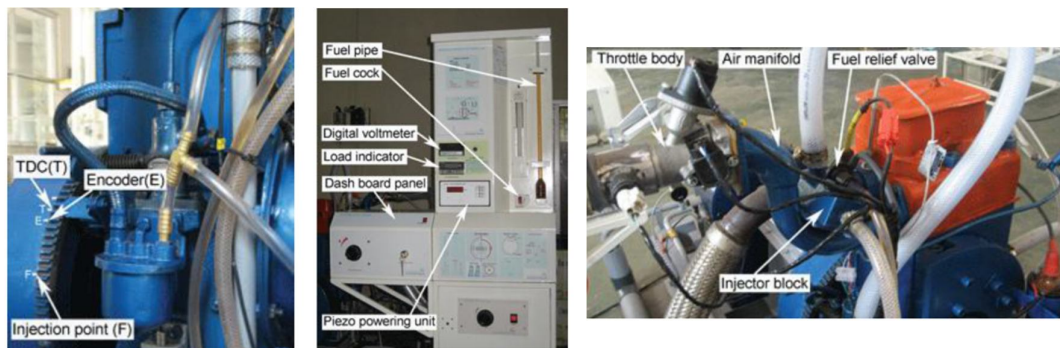 TDC(T)
Encoder(E)
T
E
F
Injection point (F)
Fuel pipe
Fuel cock
Digital voltmeter
Load indicator
Dash board panel
Piezo powering unit
Throttle body
Air manifold
Fuel relief valve
Injector block